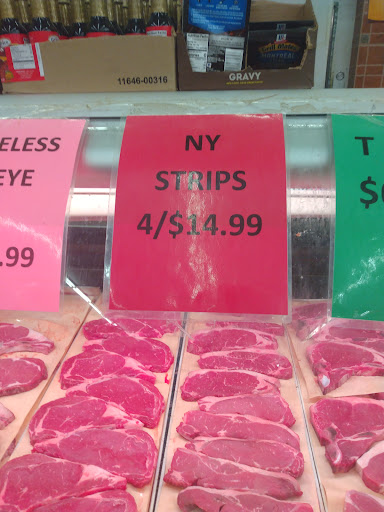 11646-00316
GRAVY
ELESS
EYE
.99
NY
STRIPS
4/$14.99
T
$